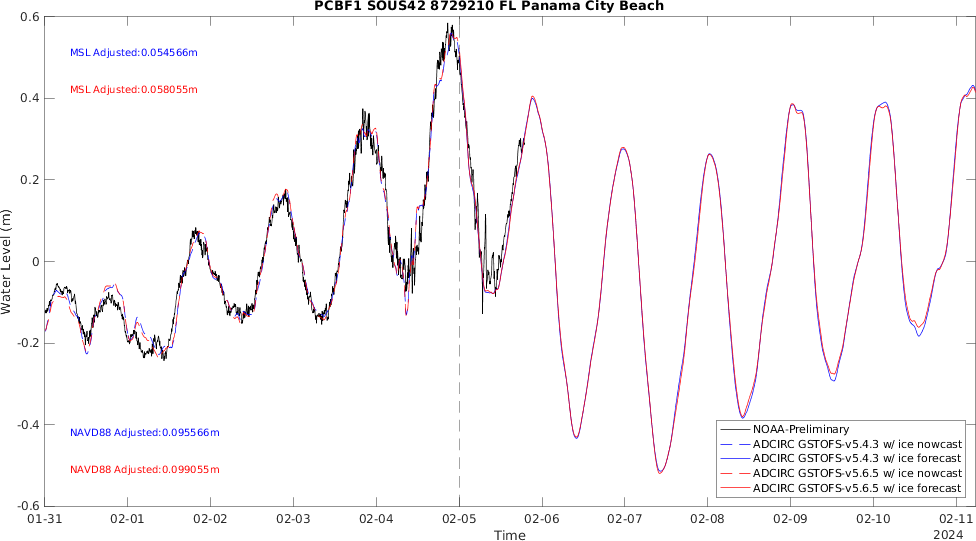 PCBF1 SOUS42 8729210 FL Panama City Beach
0.6
MSL Adjusted:0.054566m
MSL Adjusted:0.058055m
0.4
0.2
0
-0.2
-0.4
-0.6
Water Level (m)
NAVD88 Adjusted:0.095566m
NAVD88 Adjusted:0.099055m
NOAA-Preliminary
ADCIRC GSTOFS-v5.4.3 w/ ice nowcast
ADCIRC GSTOFS-v5.4.3 w/ ice forecast
ADCIRC GSTOFS-v5.6.5 w/ ice nowcast
ADCIRC GSTOFS-v5.6.5 w/ ice forecast
01-31 02-01 02-02 02-03 02-04 02-05 02-06 02-07 02-08 02-09 02-10 02-11
Time
2024